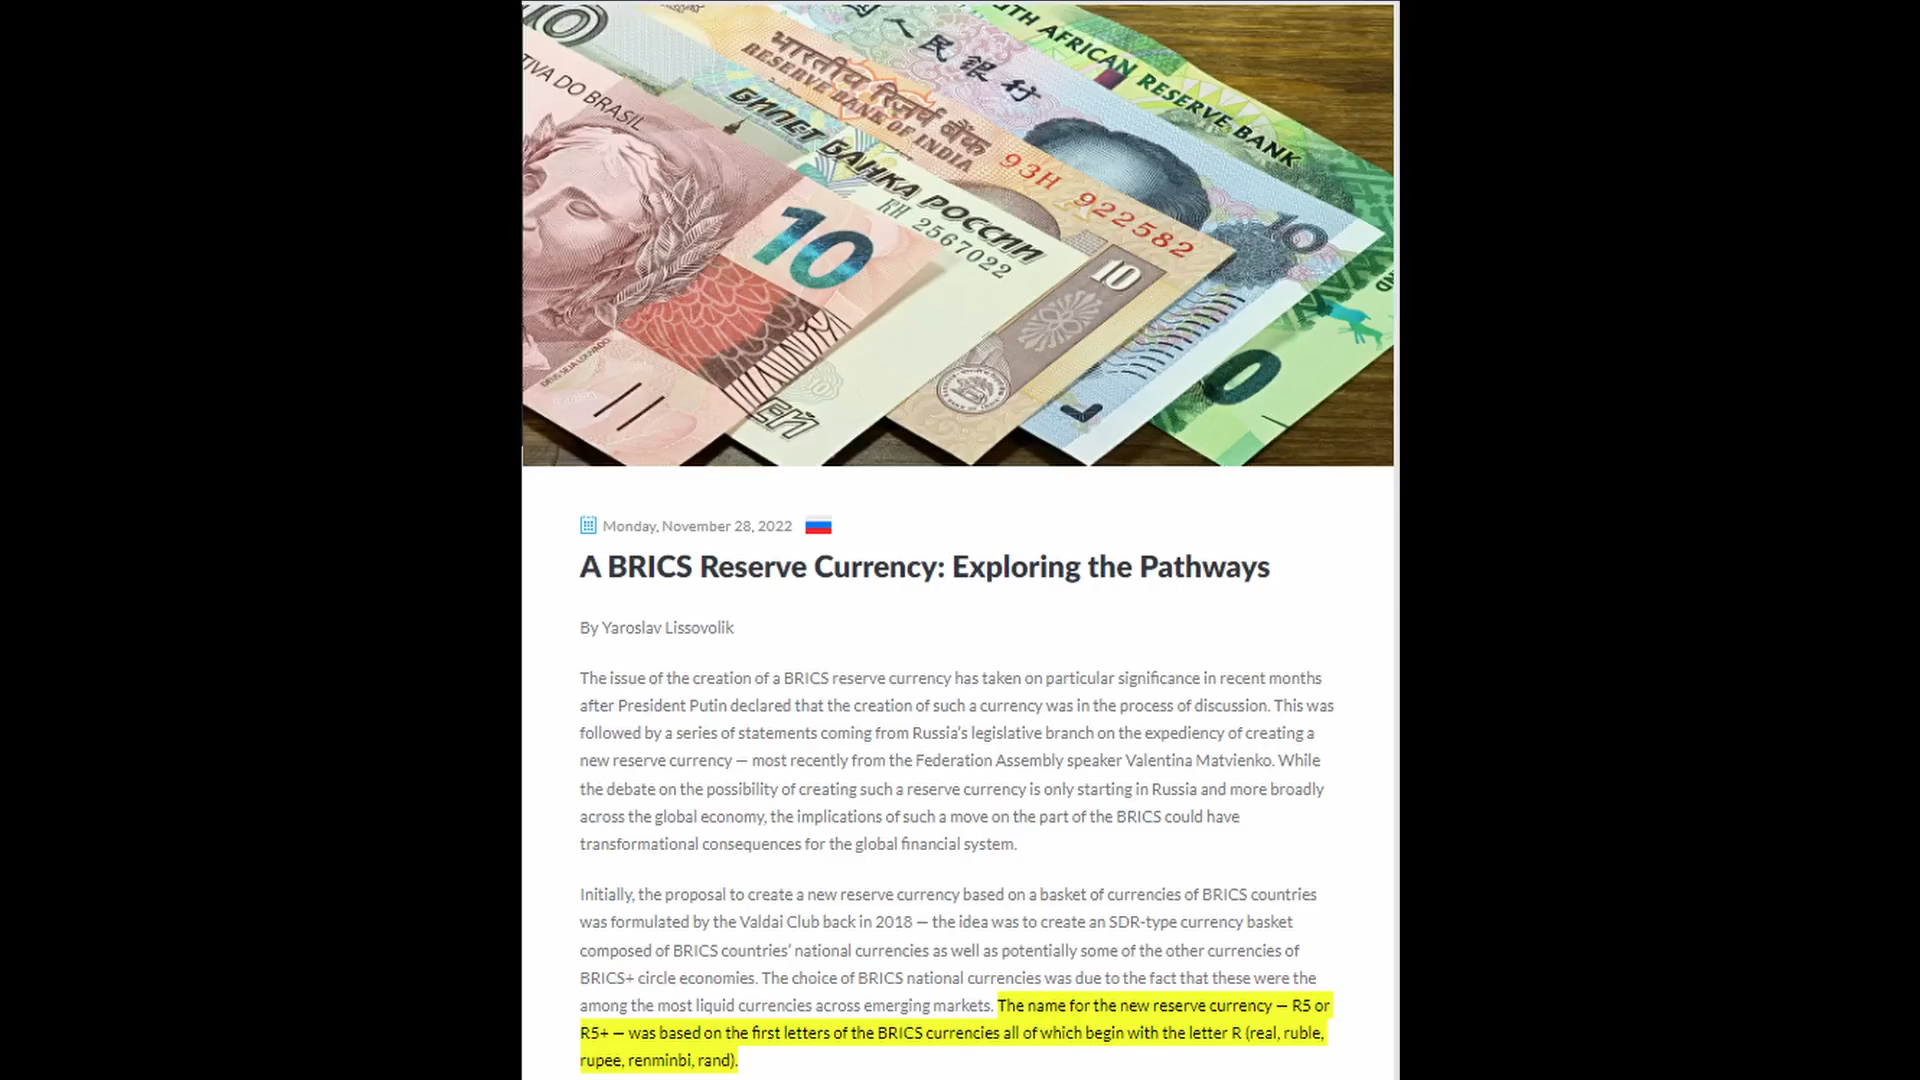 TIVA DO BRASIL
10
DEUS SEJA LOUVADO
БИЛЕТ БАНКА РОССИИ
ЯН 2567022
भारतीय रिज़र्व बैंक
RESERVE BANK OF INDIA
93H 922582
10
国人民银行
10
TH AFRICAN RESERVE BANK
0
Monday, November 28, 2022
A BRICS Reserve Currency: Exploring the Pathways
By Yaroslav Lissovolik
The issue of the creation of a BRICS reserve currency has taken on particular significance in recent months
after President Putin declared that the creation of such a currency was in the process of discussion. This was
followed by a series of statements coming from Russia's legislative branch on the expediency of creating a
new reserve currency — most recently from the Federation Assembly speaker Valentina Matvienko. While
the debate on the possibility of creating such a reserve currency is only starting in Russia and more broadly
across the global economy, the implications of such a move on the part of the BRICS could have
transformational consequences for the global financial system.
Initially, the proposal to create a new reserve currency based on a basket of currencies of BRICS countries
was formulated by the Valdai Club back in 2018 — the idea was to create an SDR-type currency basket
composed of BRICS countries' national currencies as well as potentially some of the other currencies of
BRICS+ circle economies. The choice of BRICS national currencies was due to the fact that these were the
among the most liquid currencies across emerging markets. The name for the new reserve currency — R5 or
R5+ — was based on the first letters of the BRICS currencies all of which begin with the letter R (real, ruble,
rupee, renminbi, rand).